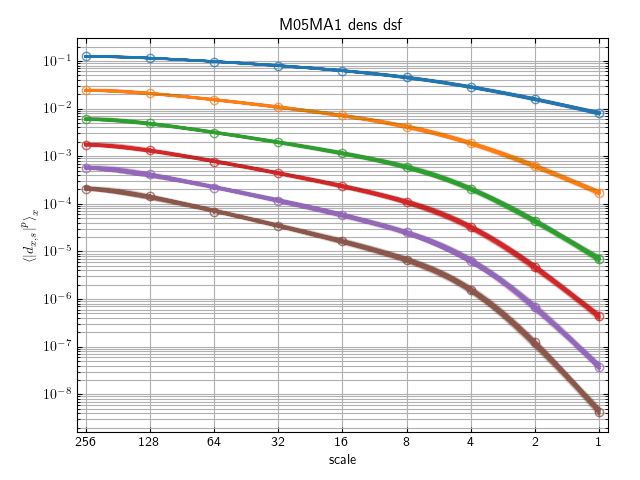 M05MA1 dens dsf
⟨|d_{x,s}|^p⟩_x
10^{-1}
10^{-2}
10^{-3}
10^{-4}
10^{-5}
10^{-6}
10^{-7}
10^{-8}
256 128 64 32 16 8 4 2 1
scale